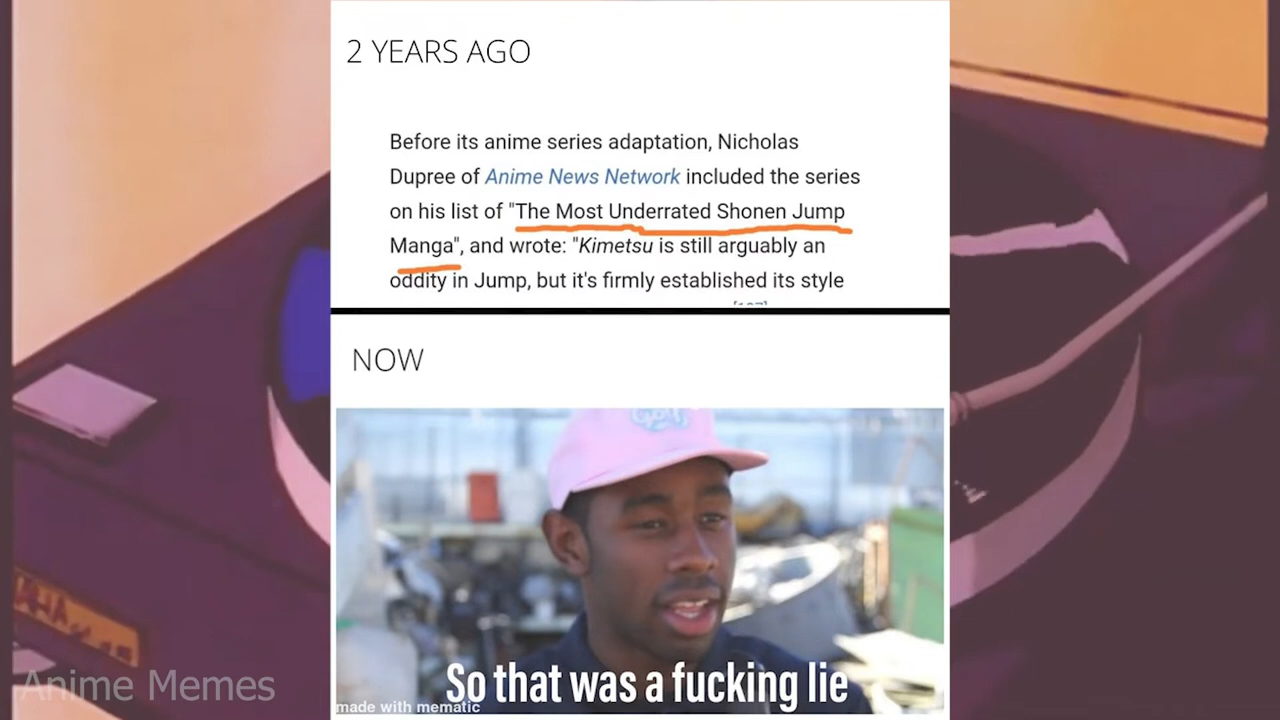 2 YEARS AGO
Before its anime series adaptation, Nicholas
Dupree of Anime News Network included the series
on his list of "The Most Underrated Shonen Jump
Manga", and wrote: "Kimetsu is still arguably an
oddity in Jump, but it's firmly established its style
NOW
So that was a fucking lie
made with mematic
Anime Memes